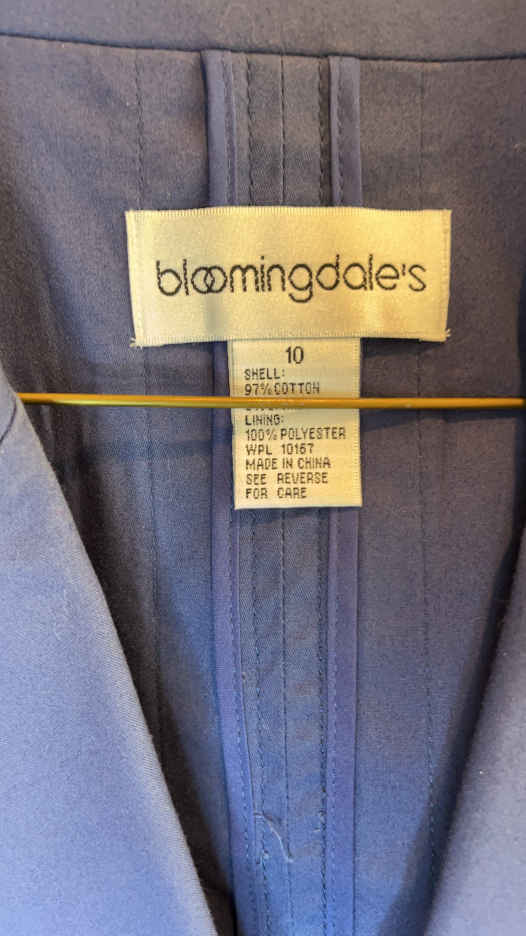 bloomingdale's
10
SHELL:
97% COTTON
LINING:
100% POLYESTER
WPL 10167
MADE IN CHINA
SEE REVERSE
FOR CARE